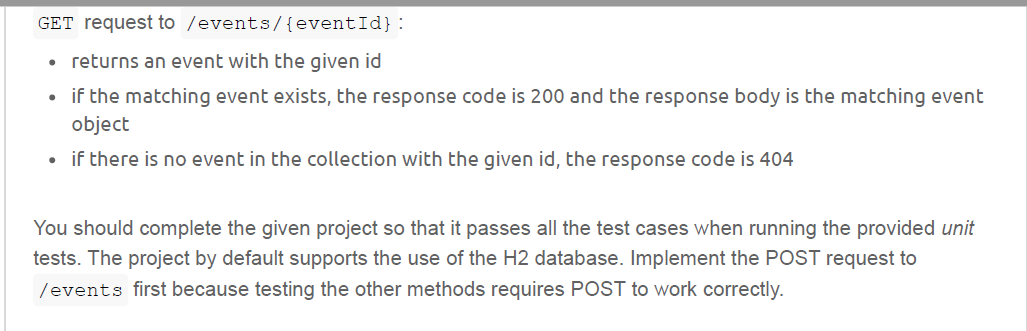 GET request to /events/{eventId}:
• returns an event with the given id
• if the matching event exists, the response code is 200 and the response body is the matching event
object
• if there is no event in the collection with the given id, the response code is 404
You should complete the given project so that it passes all the test cases when running the provided unit
tests. The project by default supports the use of the H2 database. Implement the POST request to
/events first because testing the other methods requires POST to work correctly.